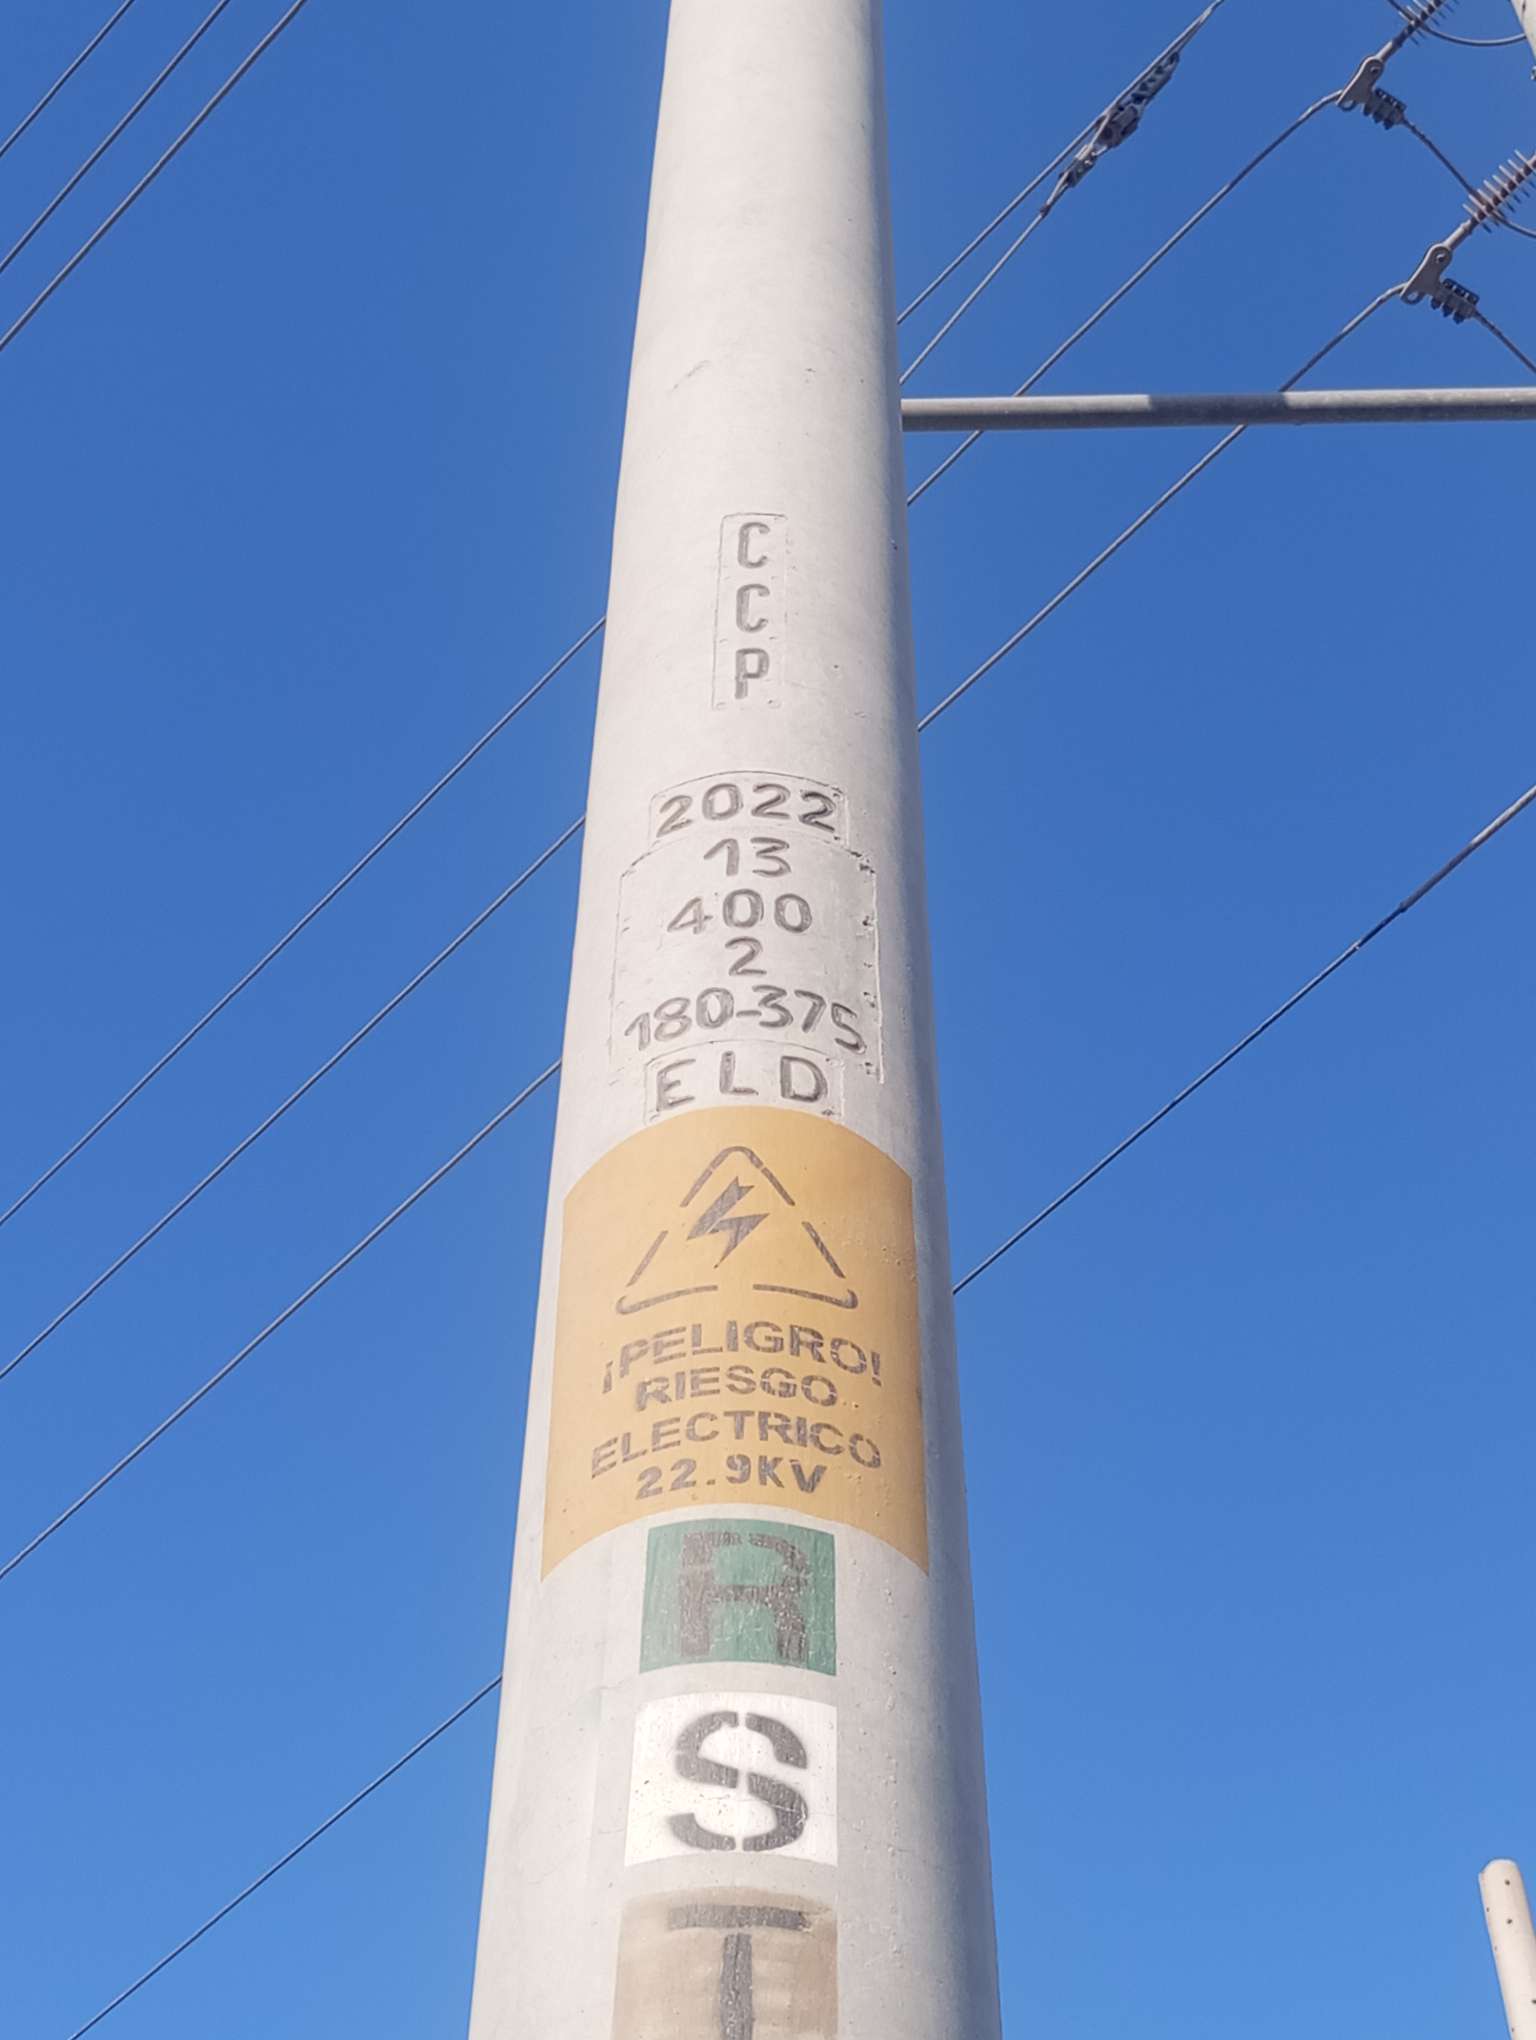 C
C
P
2022
13
400
2
180-375
ELD
¡PELIGRO!
RIESGO
ELECTRICO
22.9KV
R
S
T